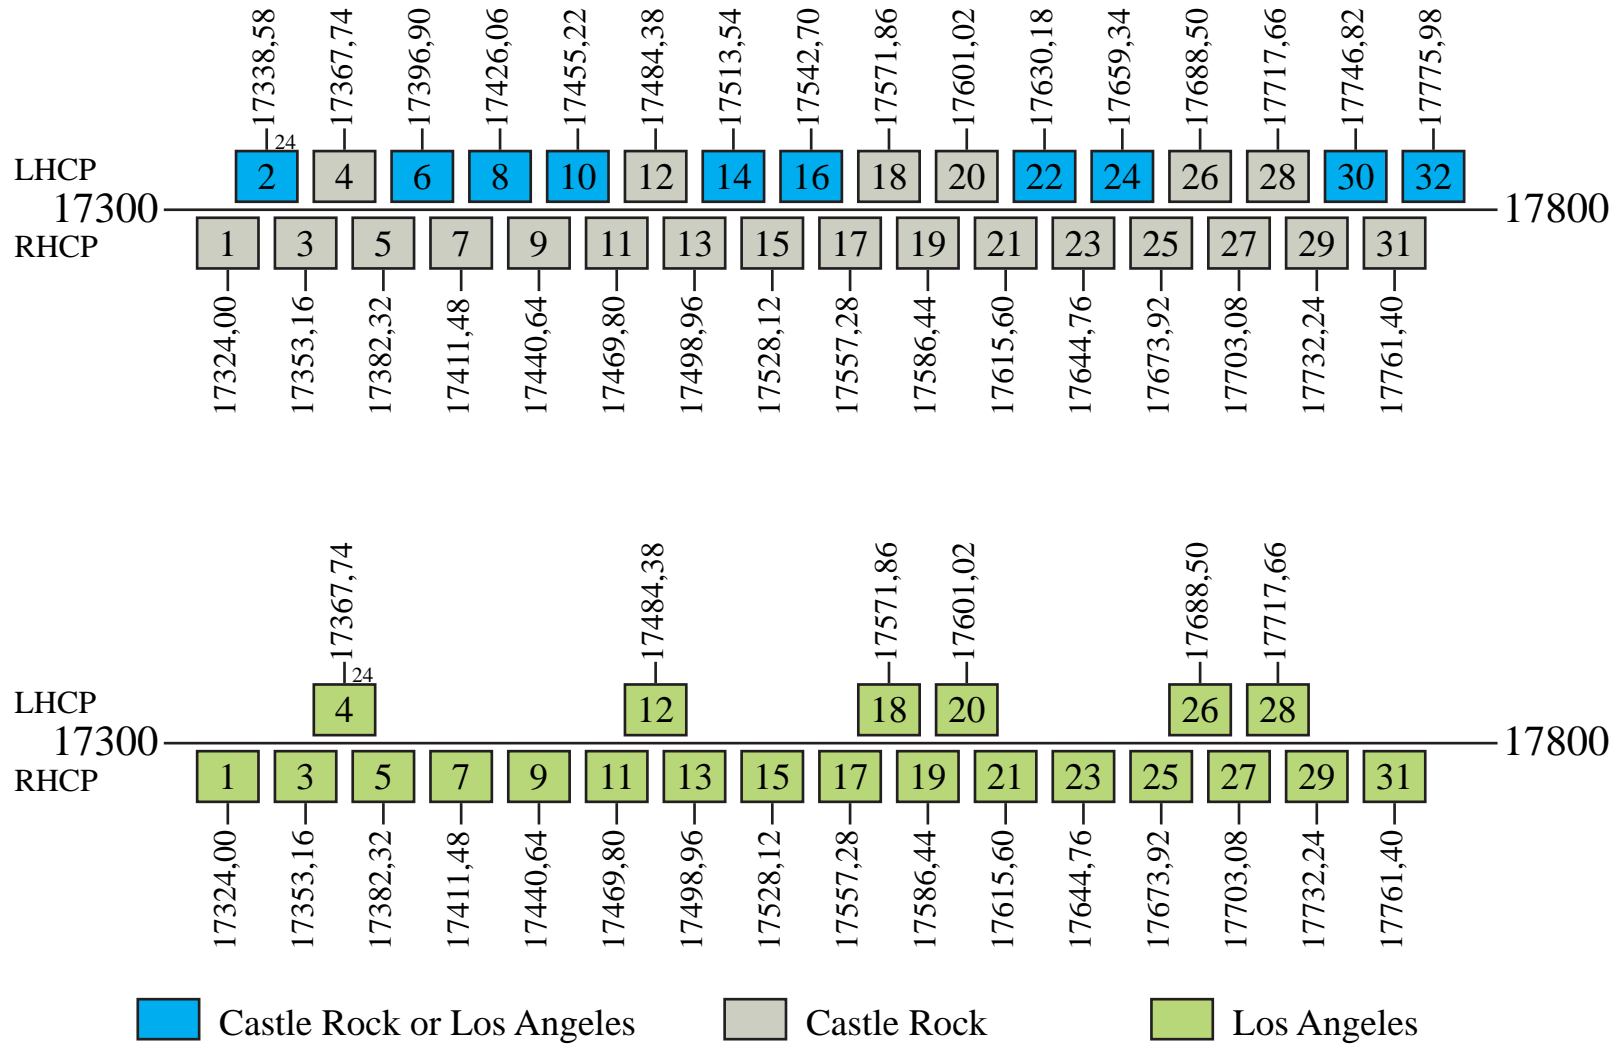 17338,58 17367,74 17396,90 17426,06 17455,22 17484,38 17513,54 17542,70 17571,86 17601,02 17630,18 17659,34 17688,50 17717,66 17746,82 17775,98
24
LHCP 2 4 6 8 10 12 14 16 18 20 22 24 26 28 30 32
17300 17800
RHCP 1 3 5 7 9 11 13 15 17 19 21 23 25 27 29 31
17324,00 17353,16 17382,32 17411,48 17440,64 17469,80 17498,96 17528,12 17557,28 17586,44 17615,60 17644,76 17673,92 17703,08 17732,24 17761,40
17367,74 17484,38 17571,86 17601,02 17688,50 17717,66
24
LHCP 4 12 18 20 26 28
17300 17800
RHCP 1 3 5 7 9 11 13 15 17 19 21 23 25 27 29 31
17324,00 17353,16 17382,32 17411,48 17440,64 17469,80 17498,96 17528,12 17557,28 17586,44 17615,60 17644,76 17673,92 17703,08 17732,24 17761,40
Castle Rock or Los Angeles Castle Rock Los Angeles